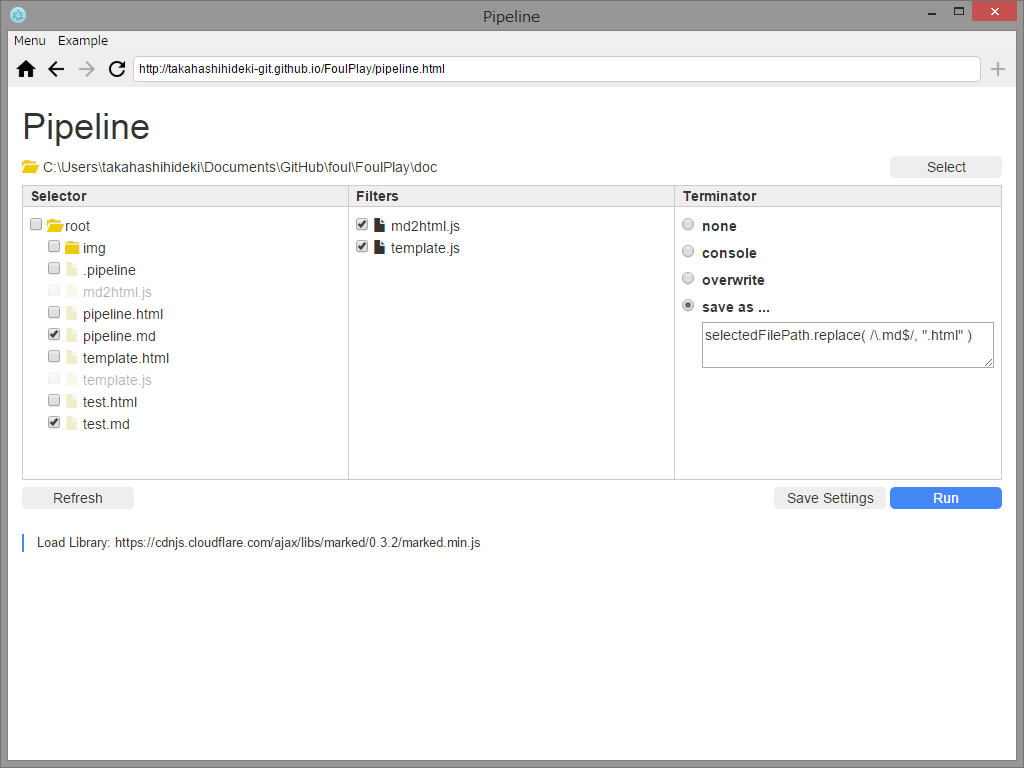 Pipeline
Menu Example
http://takahashihideki-git.github.io/FoulPlay/pipeline.html
Pipeline
C:\Users\takahashihideki\Documents\GitHub\foul\FoulPlay\doc
Select
Selector
Filters
Terminator
root
img
.pipeline
md2html.js
pipeline.html
pipeline.md
template.html
template.js
test.html
test.md
md2html.js
template.js
none
console
overwrite
save as ...
selectedFilePath.replace( /\.md$/, ".html" )
Refresh
Save Settings
Run
Load Library: https://cdnjs.cloudflare.com/ajax/libs/marked/0.3.2/marked.min.js